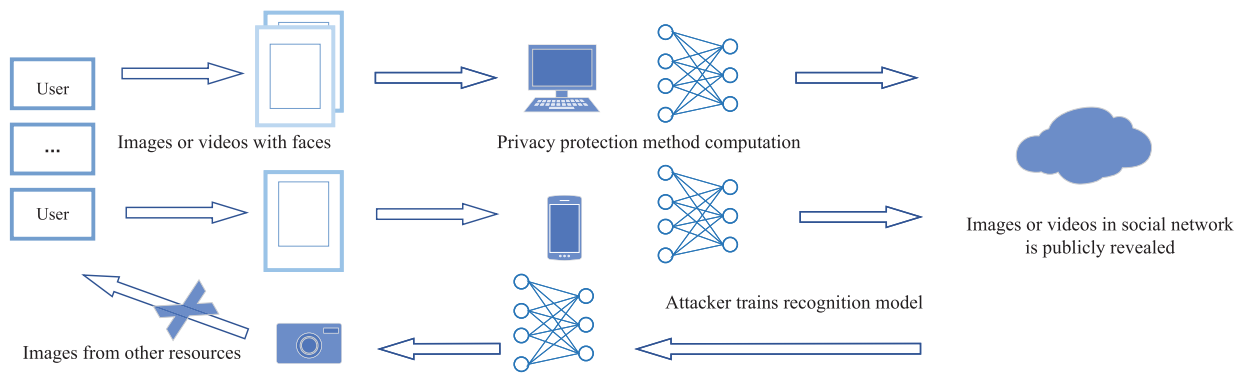 User
Images or videos with faces
Privacy protection method computation
...
User
Images or videos in social network
is publicly revealed
Attacker trains recognition model
Images from other resources